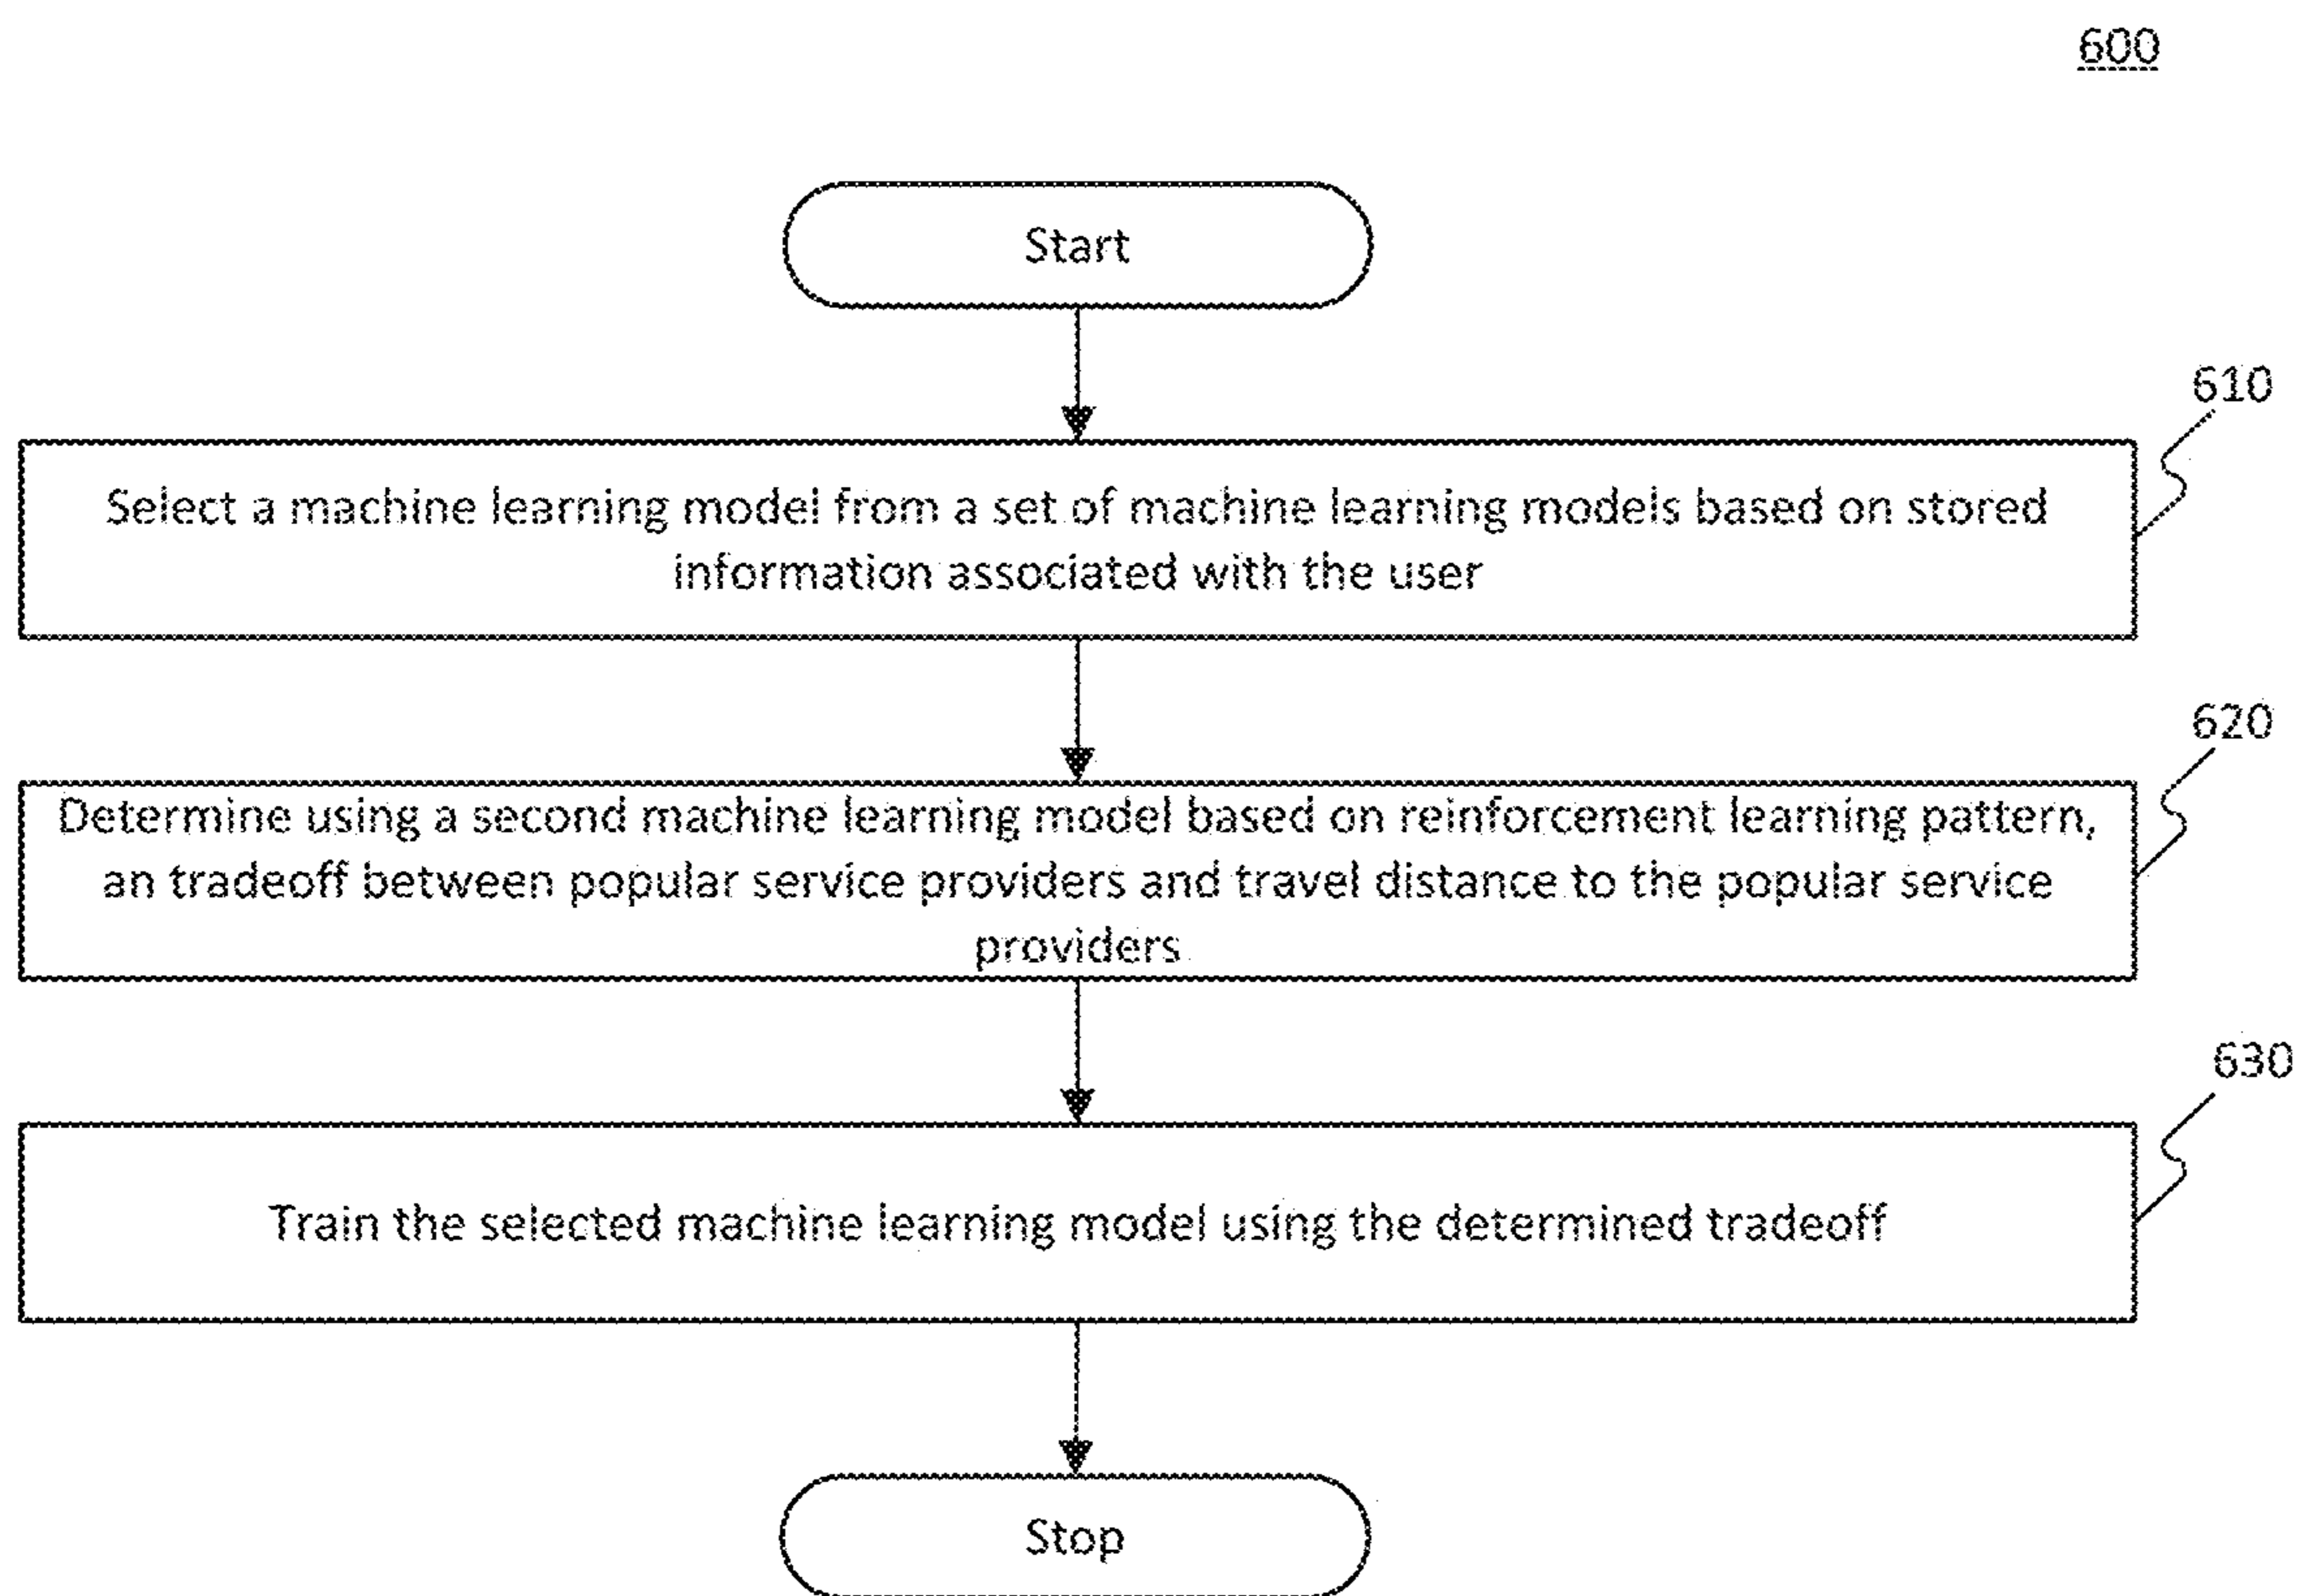 600
Start
610
Select a machine learning model from a set of machine learning models based on stored
information associated with the user
620
Determine using a second machine learning model based on reinforcement learning pattern,
an tradeoff between popular service providers and travel distance to the popular service
providers
630
Train the selected machine learning model using the determined tradeoff
Stop